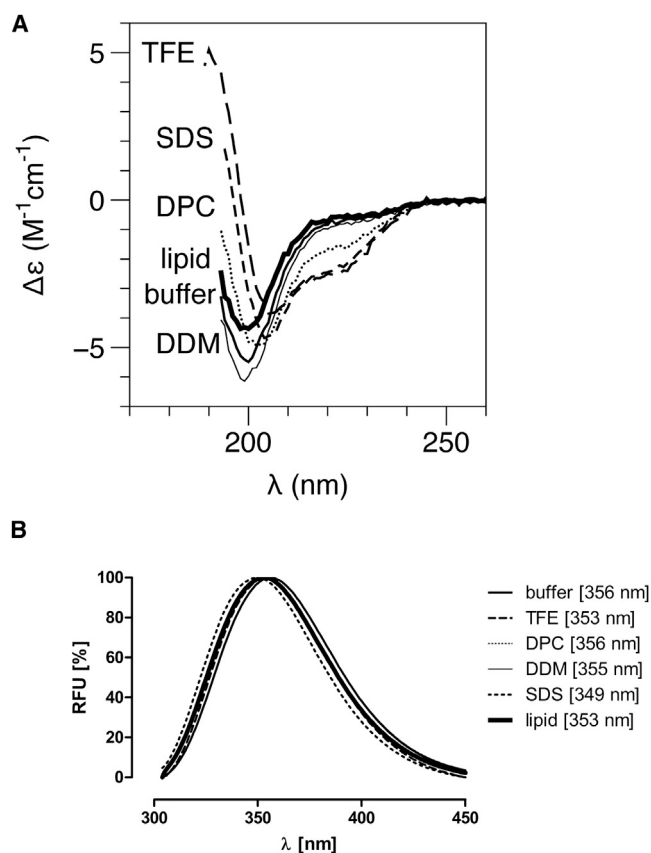 A
5
0
−5
Δε (M⁻¹cm⁻¹)
TFE
SDS
DPC
lipid
buffer
DDM
200
250
λ (nm)
B
100
80
60
40
20
0
RFU [%]
300
350
400
450
λ [nm]
buffer [356 nm]
TFE [353 nm]
DPC [356 nm]
DDM [355 nm]
SDS [349 nm]
lipid [353 nm]